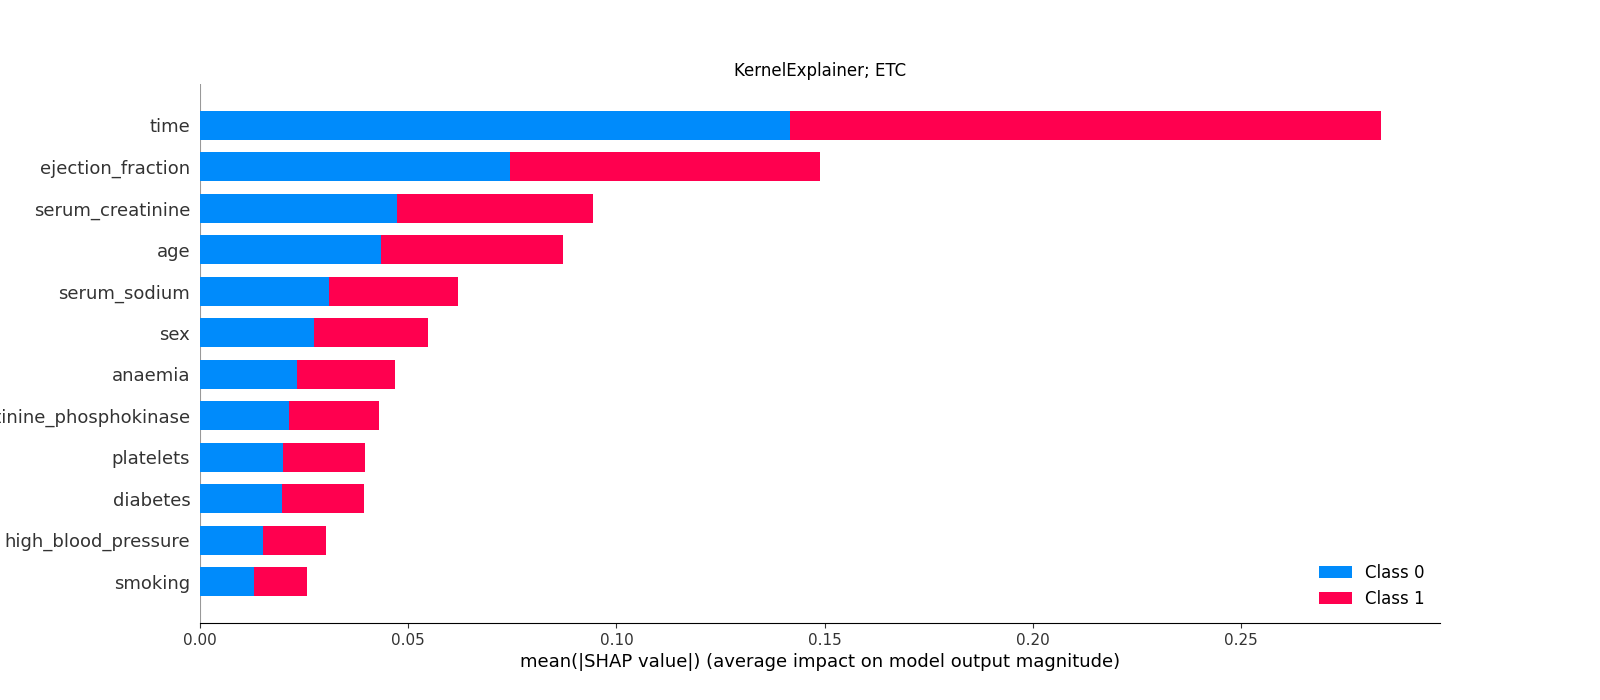 KernelExplainer; ETC
time
ejection_fraction
serum_creatinine
age
serum_sodium
sex
anaemia
tinine_phosphokinase
platelets
diabetes
high_blood_pressure
smoking
Class 0
Class 1
0.00 0.05 0.10 0.15 0.20 0.25
mean(|SHAP value|) (average impact on model output magnitude)